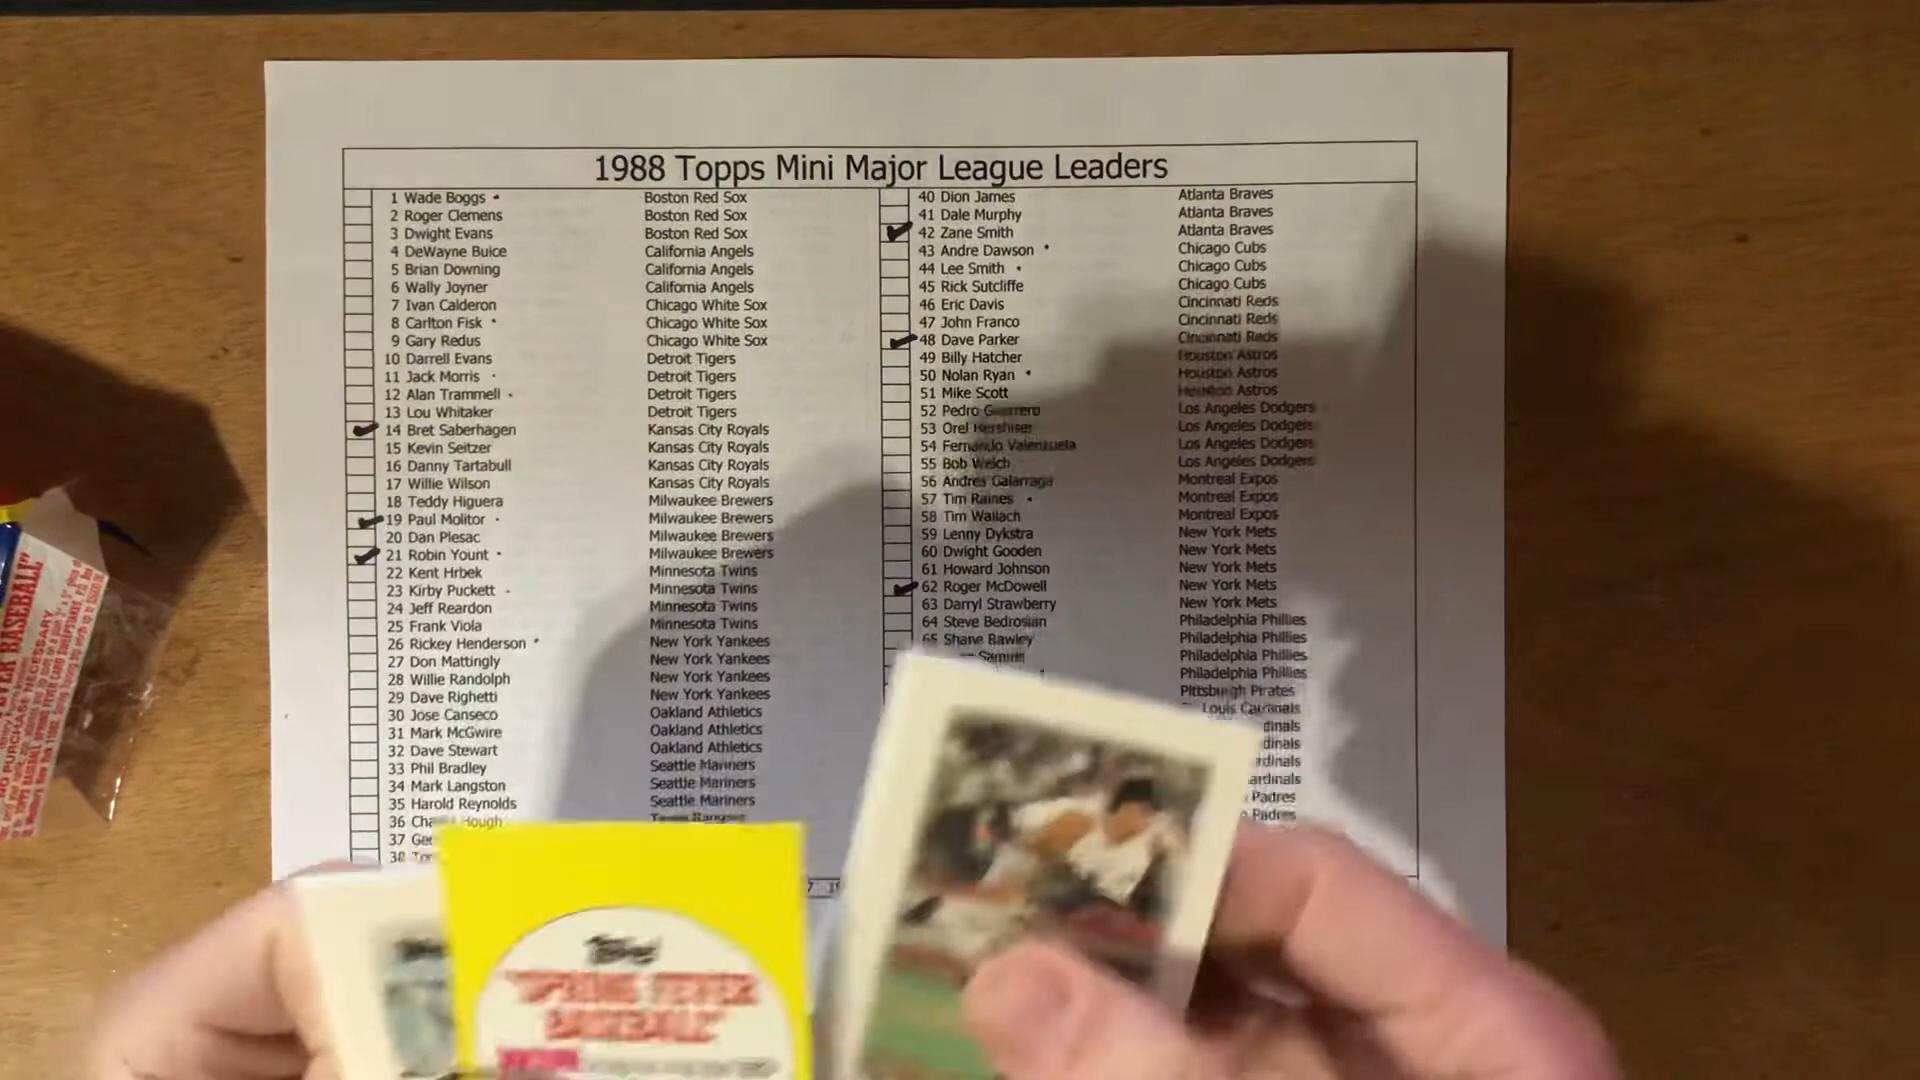 1988 Topps Mini Major League Leaders
1 Wade Boggs * Boston Red Sox
2 Roger Clemens Boston Red Sox
3 Dwight Evans Boston Red Sox
4 DeWayne Buice California Angels
5 Brian Downing California Angels
6 Wally Joyner California Angels
7 Ivan Calderon Chicago White Sox
8 Carlton Fisk * Chicago White Sox
9 Gary Redus Chicago White Sox
10 Darrell Evans Detroit Tigers
11 Jack Morris * Detroit Tigers
12 Alan Trammell * Detroit Tigers
13 Lou Whitaker Detroit Tigers
14 Bret Saberhagen Kansas City Royals
15 Kevin Seitzer Kansas City Royals
16 Danny Tartabull Kansas City Royals
17 Willie Wilson Kansas City Royals
18 Teddy Higuera Milwaukee Brewers
19 Paul Molitor * Milwaukee Brewers
20 Dan Plesac Milwaukee Brewers
21 Robin Yount * Milwaukee Brewers
22 Kent Hrbek Minnesota Twins
23 Kirby Puckett * Minnesota Twins
24 Jeff Reardon Minnesota Twins
25 Frank Viola Minnesota Twins
26 Rickey Henderson * New York Yankees
27 Don Mattingly New York Yankees
28 Willie Randolph New York Yankees
29 Dave Righetti New York Yankees
30 Jose Canseco Oakland Athletics
31 Mark McGwire Oakland Athletics
32 Dave Stewart Oakland Athletics
33 Phil Bradley Seattle Mariners
34 Mark Langston Seattle Mariners
35 Harold Reynolds Seattle Mariners
36 Hough Texas Rangers
37
38
40 Dion James Atlanta Braves
41 Dale Murphy Atlanta Braves
42 Zane Smith Atlanta Braves
43 Andre Dawson * Chicago Cubs
44 Lee Smith * Chicago Cubs
45 Rick Sutcliffe Chicago Cubs
46 Eric Davis Cincinnati Reds
47 John Franco Cincinnati Reds
48 Dave Parker Cincinnati Reds
49 Billy Hatcher Houston Astros
50 Nolan Ryan * Houston Astros
51 Mike Scott Houston Astros
52 Pedro Guerrero Los Angeles Dodgers
53 Orel Hershiser Los Angeles Dodgers
54 Fernando Valenzuela Los Angeles Dodgers
55 Bob Welch Los Angeles Dodgers
56 Andres Galarraga Montreal Expos
57 Tim Raines * Montreal Expos
58 Tim Wallach Montreal Expos
59 Lenny Dykstra New York Mets
60 Dwight Gooden New York Mets
61 Howard Johnson New York Mets
62 Roger McDowell New York Mets
63 Darryl Strawberry New York Mets
64 Steve Bedrosian Philadelphia Phillies
65 Shane Rawley Philadelphia Phillies
Samuel Philadelphia Phillies
Philadelphia Phillies
Pittsburgh Pirates
Louis Cardinals
dinals
dinals
rdinals
ardinals
Padres
Padres
Topps
"SPRING FEVER
BASEBALL"
ER BASEBALL"
NO PURCHASE NECESSARY